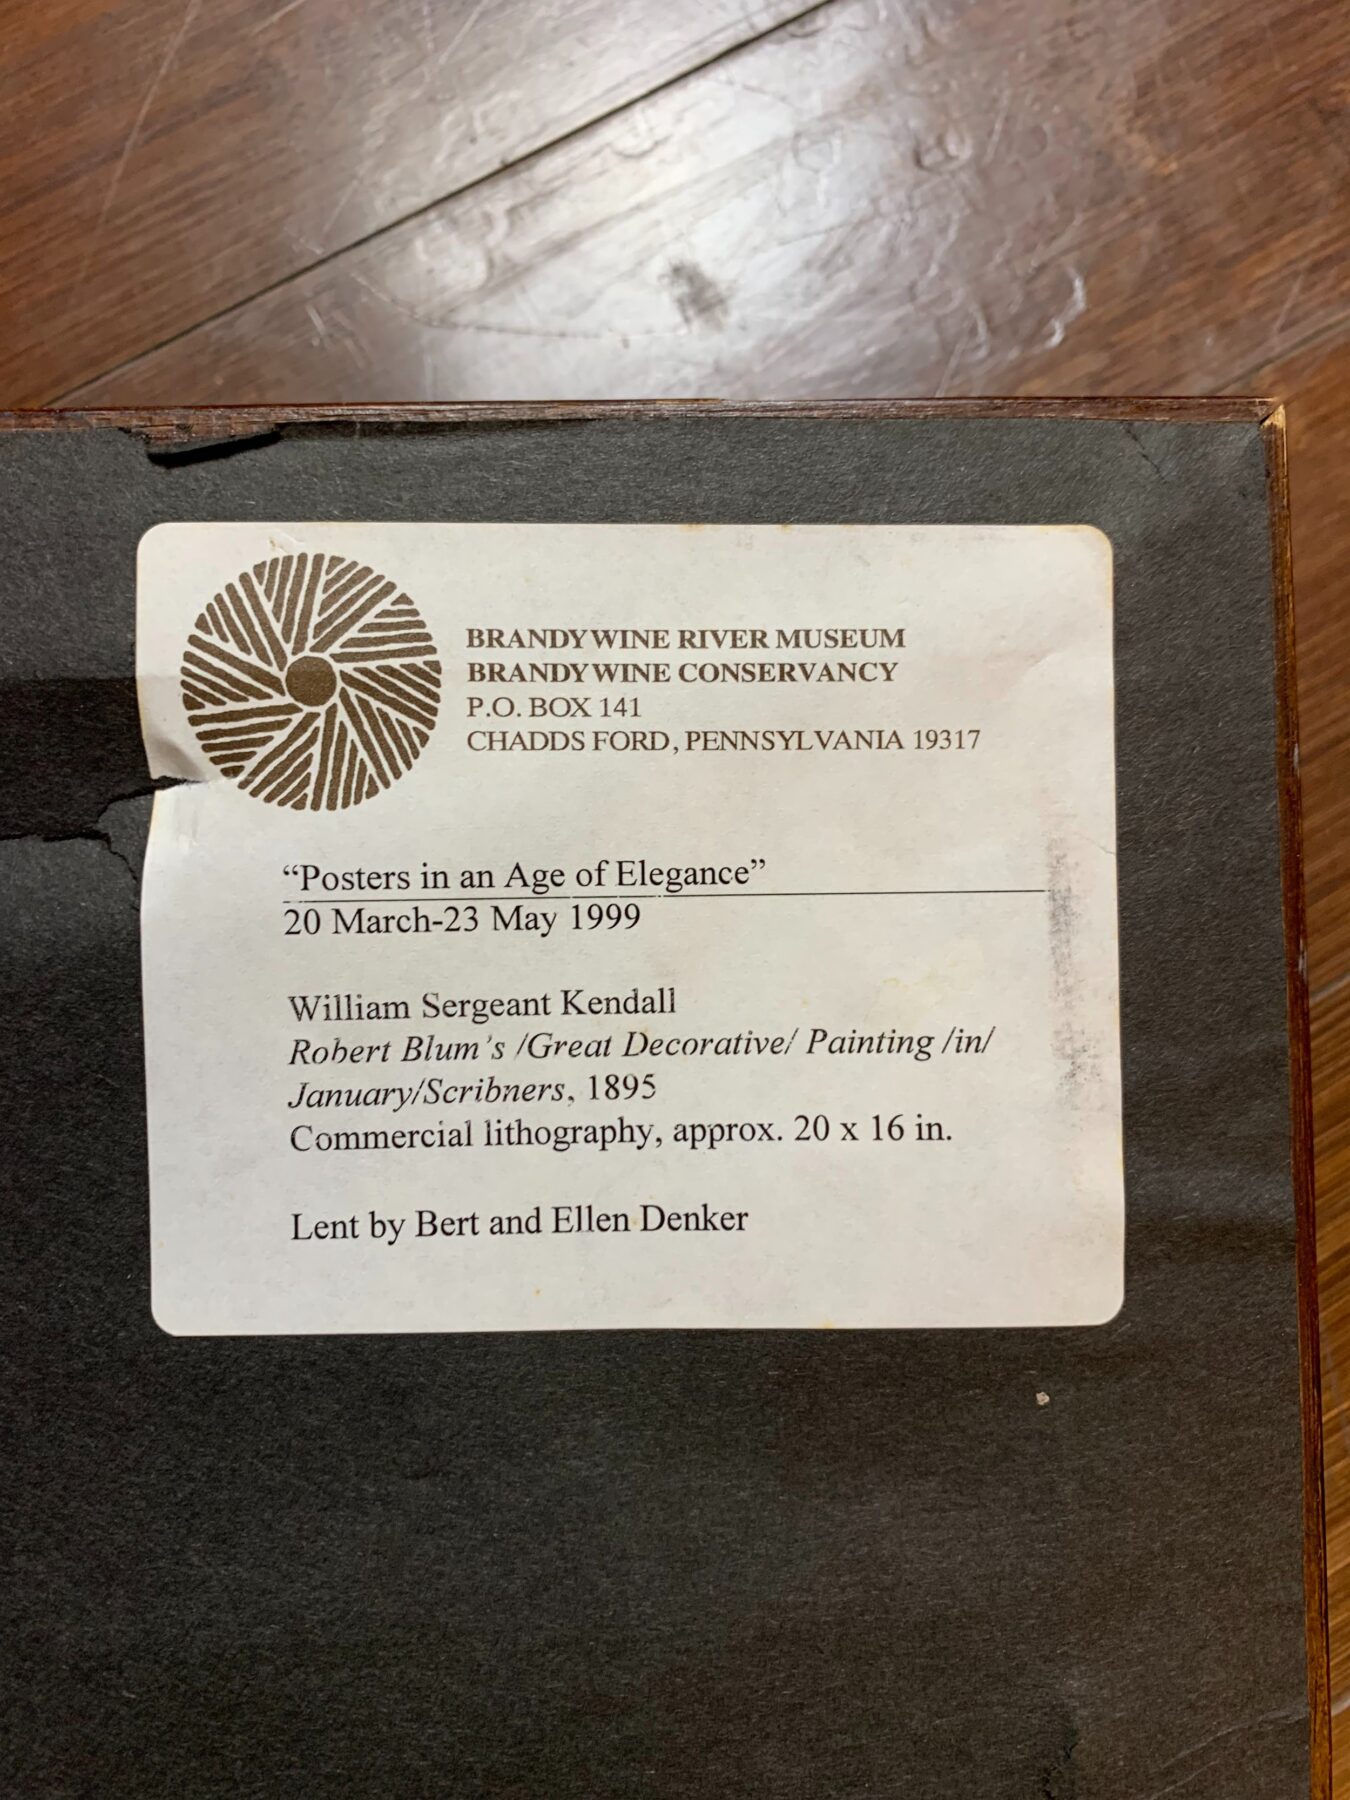 BRANDYWINE RIVER MUSEUM
BRANDYWINE CONSERVANCY
P.O. BOX 141
CHADDS FORD, PENNSYLVANIA 19317
“Posters in an Age of Elegance”
20 March-23 May 1999
William Sergeant Kendall
Robert Blum's /Great Decorative/ Painting /in/
January/Scribners, 1895
Commercial lithography, approx. 20 x 16 in.
Lent by Bert and Ellen Denker